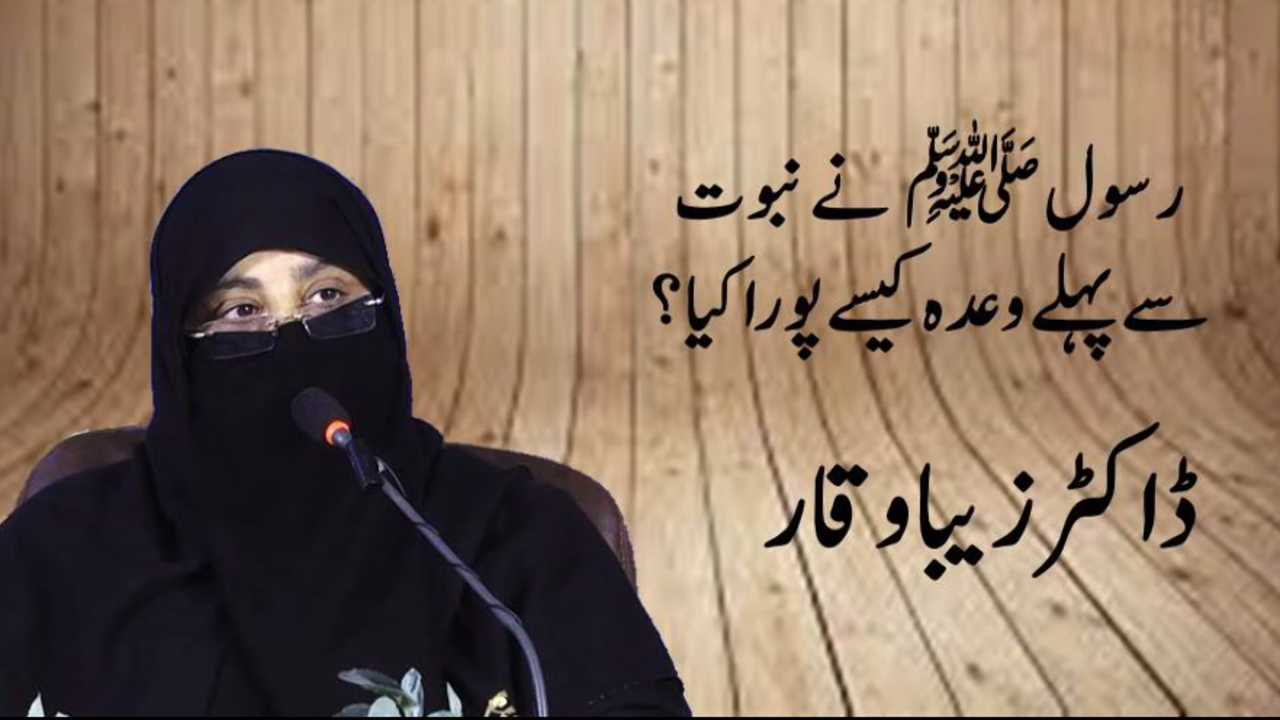 رسول ﷺ نے نبوت
سے پہلے وعدہ کیسے پورا کیا؟
ڈاکٹر زیبا وقار